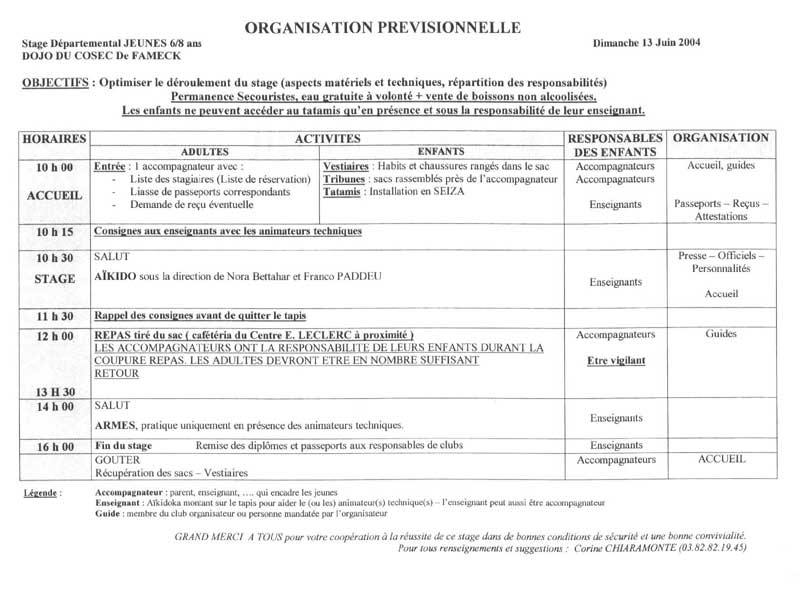 ORGANISATION PREVISIONNELLE
Stage Départemental JEUNES 6/8 ans
Dimanche 13 Juin 2004
DOJO DU COSEC De FAMECK
OBJECTIFS : Optimiser le déroulement du stage (aspects matériels et techniques, répartition des responsabilités)
Permanence Secouristes, eau gratuite à volonté + vente de boissons non alcoolisées.
Les enfants ne peuvent accéder au tatamis qu'en présence et sous la responsabilité de leur enseignant.
HORAIRES
ACTIVITES
RESPONSABLES DES ENFANTS
ORGANISATION
ADULTES
ENFANTS
10 h 00
ACCUEIL
Entrée : 1 accompagnateur avec :
- Liste des stagiaires (Liste de réservation)
- Liasse de passeports correspondants
- Demande de reçu éventuelle
Vestiaires : Habits et chaussures rangés dans le sac
Tribunes : sacs rassemblés près de l'accompagnateur
Tatamis : Installation en SEIZA
Accompagnateurs
Accompagnateurs
Enseignants
Accueil, guides
Passeports – Reçus –
Attestations
10 h 15
Consignes aux enseignants avec les animateurs techniques
10 h 30
STAGE
SALUT
AÏKIDO sous la direction de Nora Bettahar et Franco PADDEU
Enseignants
Presse – Officiels –
Personnalités
Accueil
11 h 30
Rappel des consignes avant de quitter le tapis
12 h 00
13 H 30
REPAS tiré du sac ( cafétéria du Centre E. LECLERC à proximité )
LES ACCOMPAGNATEURS ONT LA RESPONSABILITE DE LEURS ENFANTS DURANT LA
COUPURE REPAS. LES ADULTES DEVRONT ETRE EN NOMBRE SUFFISANT
RETOUR
Accompagnateurs
Etre vigilant
Guides
14 h 00
SALUT
ARMES, pratique uniquement en présence des animateurs techniques.
Enseignants
16 h 00
Fin du stage Remise des diplômes et passeports aux responsables de clubs
Enseignants
GOUTER
Récupération des sacs – Vestiaires
Accompagnateurs
ACCUEIL
Légende :
Accompagnateur : parent, enseignant, …. qui encadre les jeunes
Enseignant : Aïkidoka montant sur le tapis pour aider le (ou les) animateur(s) technique(s) – l'enseignent peut aussi être accompagnateur
Guide : membre du club organisateur ou personne mandatée par l'organisateur
GRAND MERCI A TOUS pour votre coopération à la réussite de ce stage dans de bonnes conditions de sécurité et une bonne convivialité.
Pour tous renseignements et suggestions : Corine CHIARAMONTE (03.82.82.19.45)